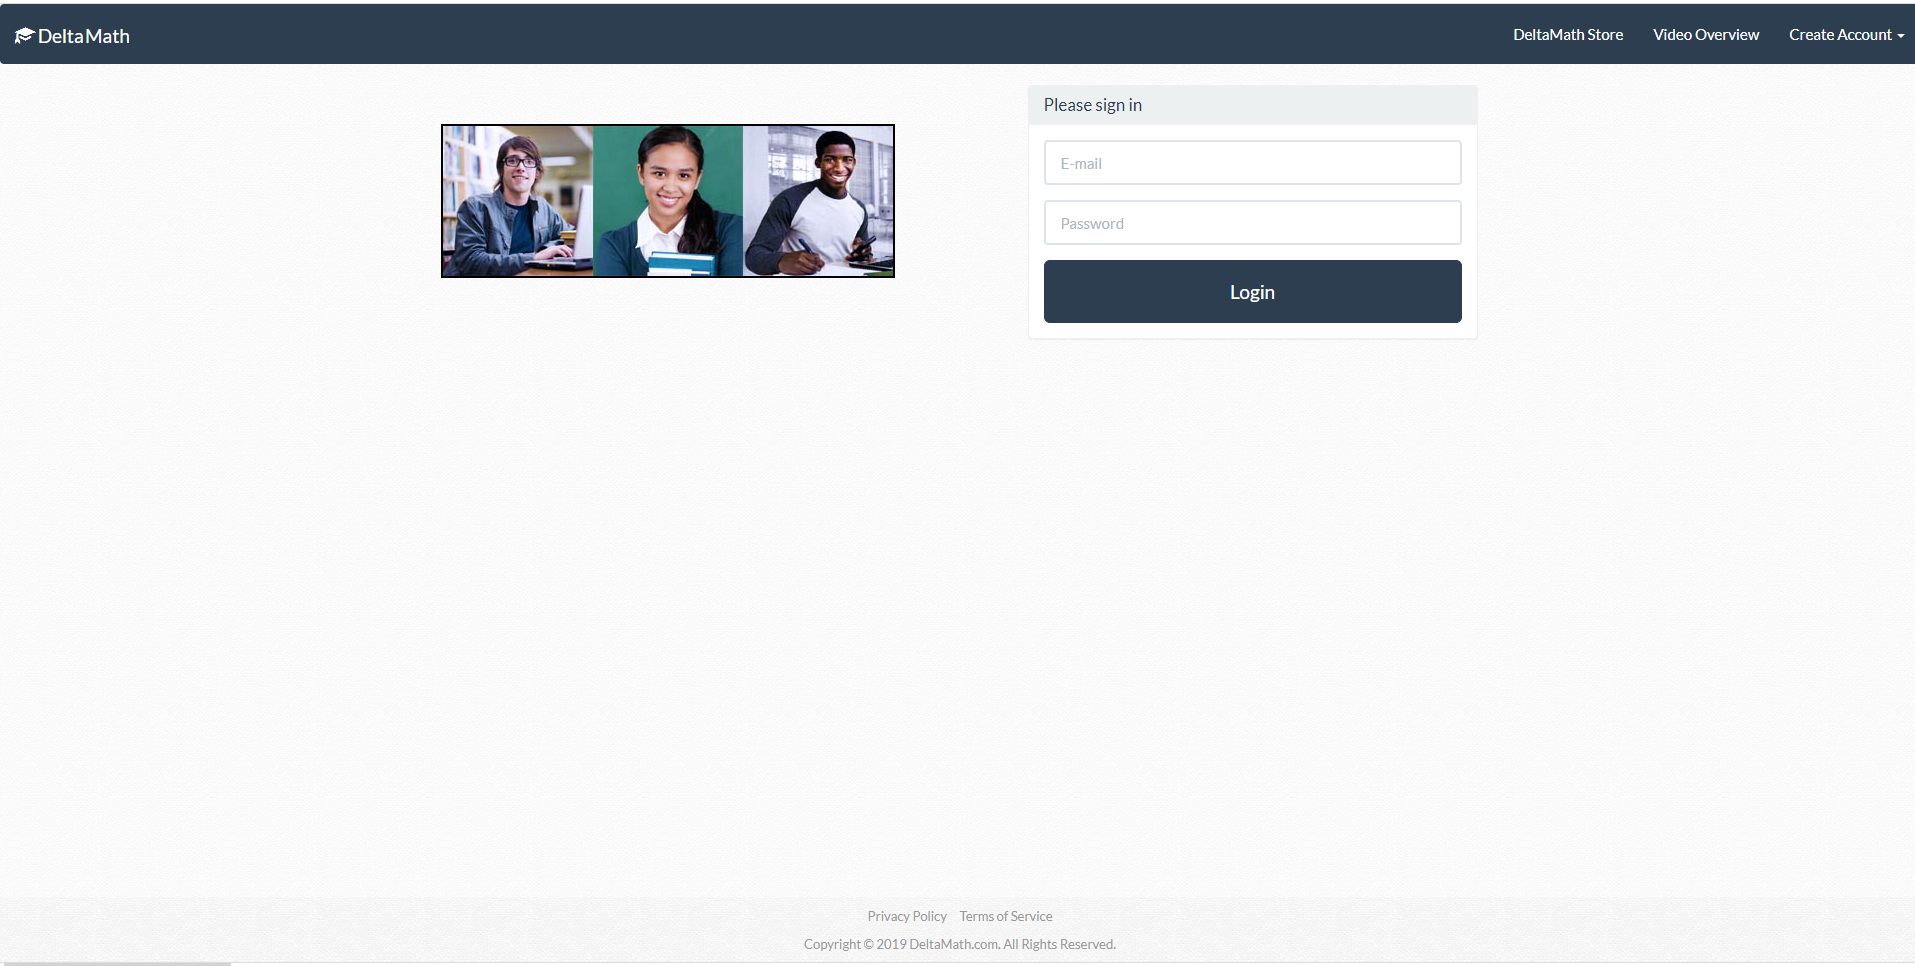 DeltaMath
DeltaMath Store Video Overview Create Account
Please sign in
E-mail
Password
Login
Privacy Policy Terms of Service
Copyright © 2019 DeltaMath.com. All Rights Reserved.